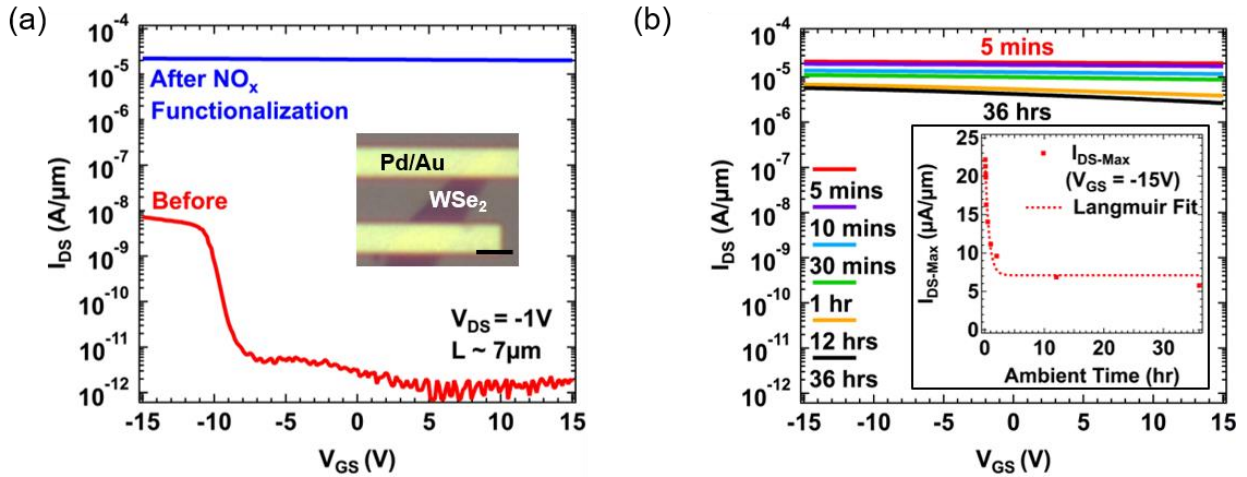 (a)
I_DS (A/μm)
10^-4
10^-5
10^-6
10^-7
10^-8
10^-9
10^-10
10^-11
10^-12
After NO_x
Functionalization
Before
Pd/Au
WSe_2
V_DS = -1V
L ~ 7μm
-15
-10
-5
0
5
10
15
V_GS (V)
(b)
I_DS (A/μm)
10^-4
10^-5
10^-6
10^-7
10^-8
10^-9
10^-10
10^-11
10^-12
5 mins
36 hrs
5 mins
10 mins
30 mins
1 hr
12 hrs
36 hrs
I_DS-Max (μA/μm)
25
20
15
10
5
0
I_DS-Max
(V_GS = -15V)
Langmuir Fit
0
10
20
30
Ambient Time (hr)
-15
-10
-5
0
5
10
15
V_GS (V)